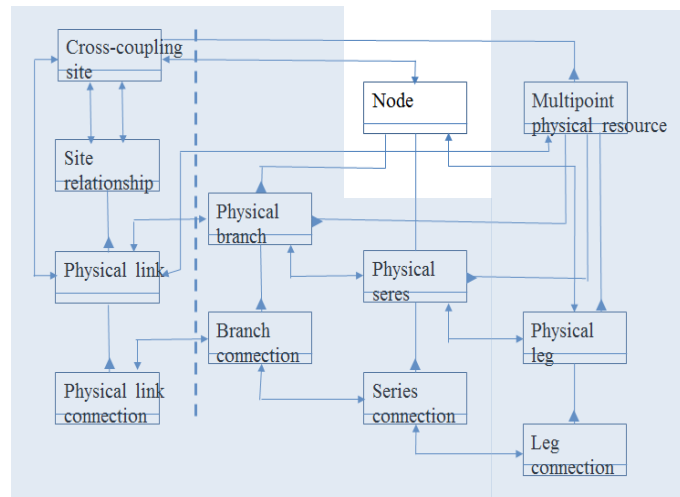 Cross-coupling
site
Node
Multipoint
physical resource
Site
relationship
Physical
branch
Physical link
Physical
seres
Branch
connection
Physical
leg
Physical link
connection
Series
connection
Leg
connection